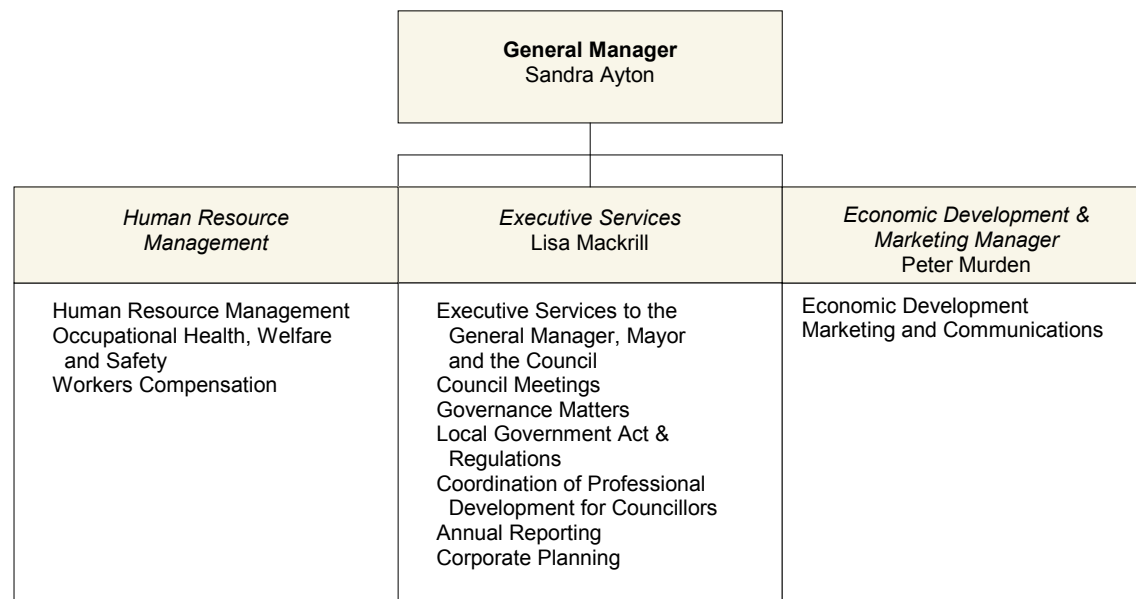 General Manager
Sandra Ayton
Human Resource
Management
Executive Services
Lisa Mackrill
Economic Development &
Marketing Manager
Peter Murden
Human Resource Management
Occupational Health, Welfare
and Safety
Workers Compensation
Executive Services to the
General Manager, Mayor
and the Council
Council Meetings
Governance Matters
Local Government Act &
Regulations
Coordination of Professional
Development for Councillors
Annual Reporting
Corporate Planning
Economic Development
Marketing and Communications